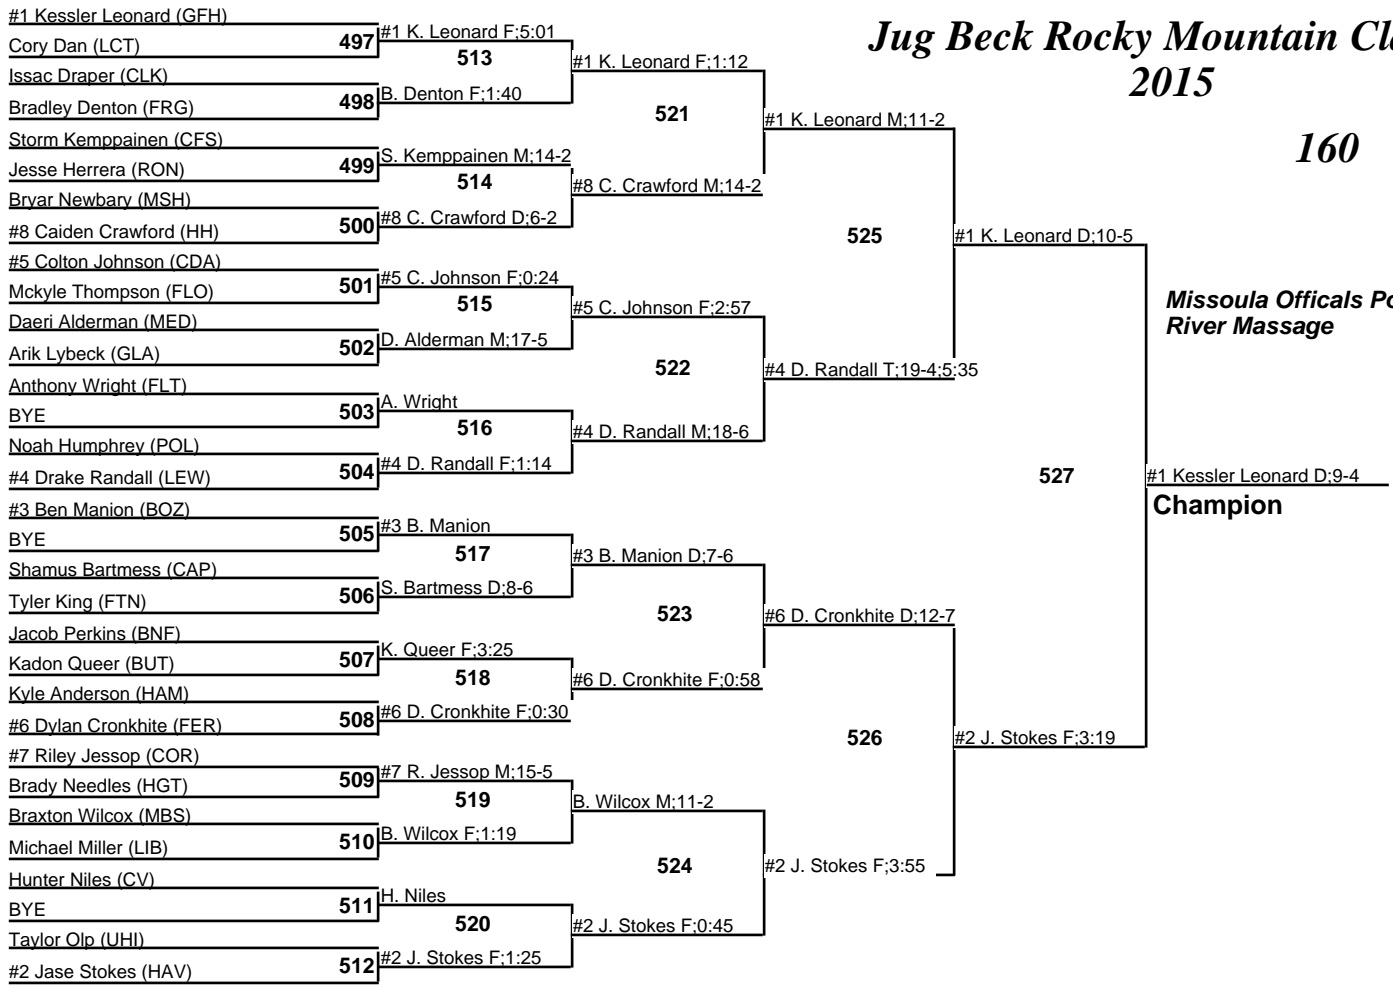 Jug Beck Rocky Mountain Cla
2015
160
Missoula Officals Po
River Massage
#1 Kessler Leonard (GFH)
Cory Dan (LCT)
Issac Draper (CLK)
Bradley Denton (FRG)
Storm Kemppainen (CFS)
Jesse Herrera (RON)
Bryar Newbary (MSH)
#8 Caiden Crawford (HH)
#5 Colton Johnson (CDA)
Mckyle Thompson (FLO)
Daeri Alderman (MED)
Arik Lybeck (GLA)
Anthony Wright (FLT)
BYE
Noah Humphrey (POL)
#4 Drake Randall (LEW)
#3 Ben Manion (BOZ)
BYE
Shamus Bartmess (CAP)
Tyler King (FTN)
Jacob Perkins (BNF)
Kadon Queer (BUT)
Kyle Anderson (HAM)
#6 Dylan Cronkhite (FER)
#7 Riley Jessop (COR)
Brady Needles (HGT)
Braxton Wilcox (MBS)
Michael Miller (LIB)
Hunter Niles (CV)
BYE
Taylor Olp (UHI)
#2 Jase Stokes (HAV)
497
498
499
500
501
502
503
504
505
506
507
508
509
510
511
512
#1 K. Leonard F;5:01
513
B. Denton F;1:40
S. Kemppainen M;14-2
514
#8 C. Crawford D;6-2
#5 C. Johnson F;0:24
515
D. Alderman M;17-5
A. Wright
516
#4 D. Randall F;1:14
#3 B. Manion
517
S. Bartmess D;8-6
K. Queer F;3:25
518
#6 D. Cronkhite F;0:30
#7 R. Jessop M;15-5
519
B. Wilcox F;1:19
H. Niles
520
#2 J. Stokes F;1:25
#1 K. Leonard F;1:12
521
#8 C. Crawford M;14-2
#5 C. Johnson F;2:57
522
#4 D. Randall M;18-6
#3 B. Manion D;7-6
523
#6 D. Cronkhite F;0:58
B. Wilcox M;11-2
524
#2 J. Stokes F;0:45
#1 K. Leonard M;11-2
525
#4 D. Randall T;19-4;5:35
#6 D. Cronkhite D;12-7
526
#2 J. Stokes F;3:55
#1 K. Leonard D;10-5
527
#2 J. Stokes F;3:19
#1 Kessler Leonard D;9-4
Champion